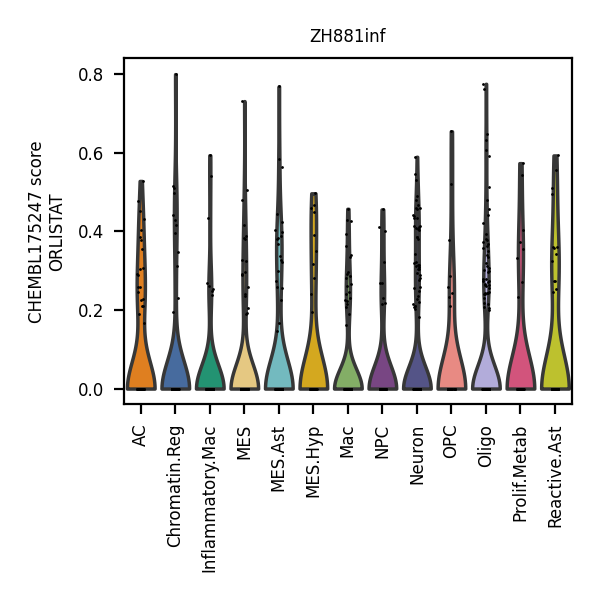 ZH881inf
CHEMBL175247 score
ORLISTAT
0.8
0.6
0.4
0.2
0.0
AC
Chromatin.Reg
Inflammatory.Mac
MES
MES.Ast
MES.Hyp
Mac
NPC
Neuron
OPC
Oligo
Prolif.Metab
Reactive.Ast